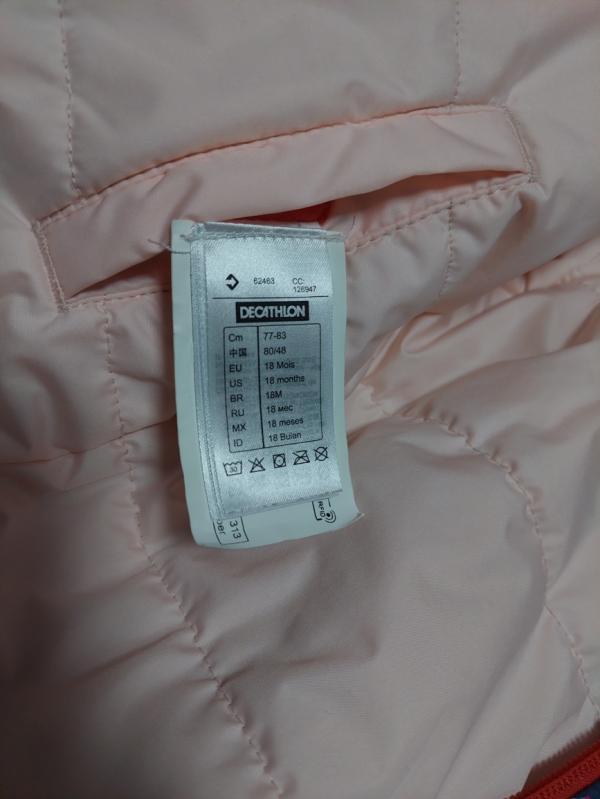 62463 CC: 126947
DECATHLON
Cm 77-83
中国 80/48
EU 18 Mois
US 18 months
BR 18M
RU 18 мес
MX 18 meses
ID 18 Bulan
30
313
RFID